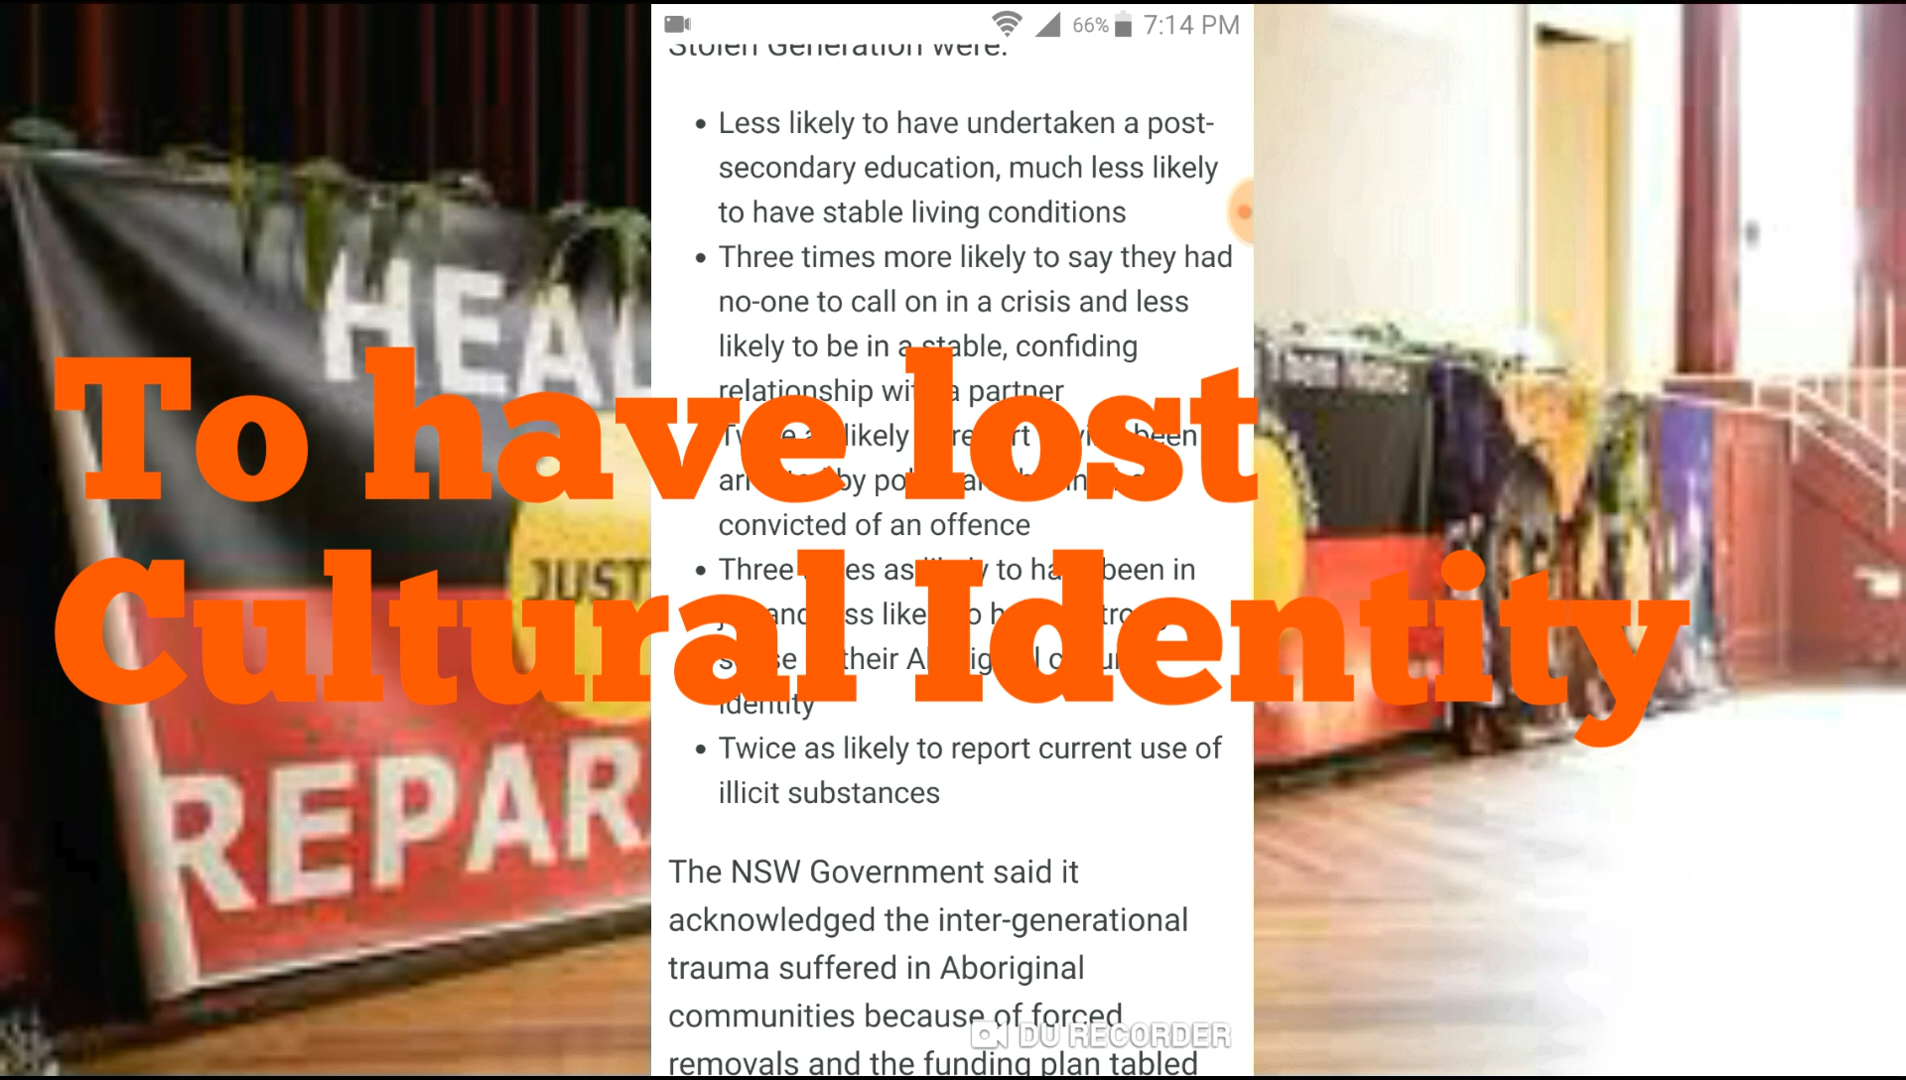 66% 7:14 PM
Stolen Generation were:
• Less likely to have undertaken a post-
secondary education, much less likely
to have stable living conditions
• Three times more likely to say they had
no-one to call on in a crisis and less
likely to be in a stable, confiding
relationship with a partner
likely been
by
convicted of an offence
Three to been in
their
identity
• Twice as likely to report current use of
illicit substances
The NSW Government said it
acknowledged the inter-generational
trauma suffered in Aboriginal
communities because of forced
removals and the funding plan tabled
To have lost
Cultural Identity
HEAL
JUST
REPAR
DU RECORDER